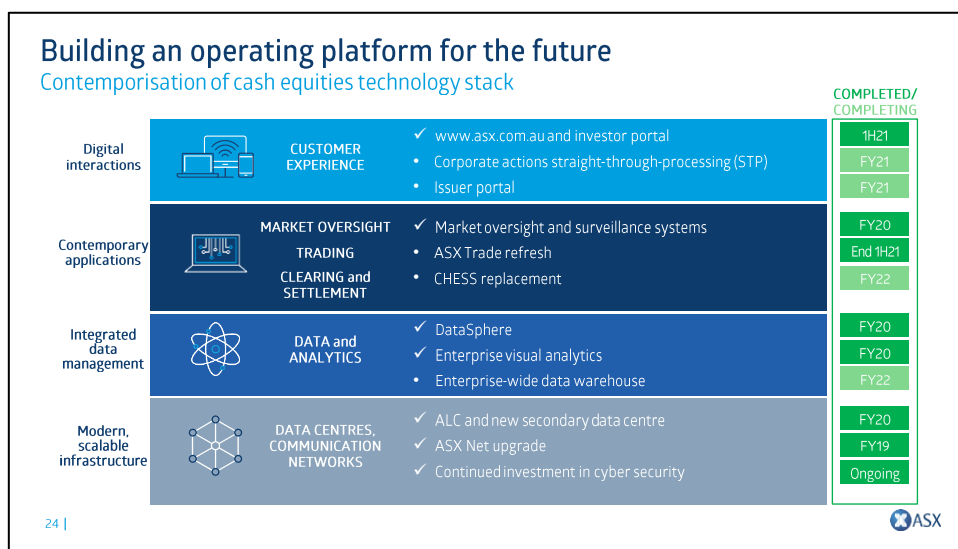 Building an operating platform for the future
Contemporisation of cash equities technology stack
COMPLETED/
COMPLETING
Digital
interactions
CUSTOMER
EXPERIENCE
✓ www.asx.com.au and investor portal
1H21
• Corporate actions straight-through-processing (STP)
FY21
• Issuer portal
FY21
Contemporary
applications
MARKET OVERSIGHT
✓ Market oversight and surveillance systems
FY20
TRADING
• ASX Trade refresh
End 1H21
CLEARING and
SETTLEMENT
• CHESS replacement
FY22
Integrated
data
management
DATA and
ANALYTICS
✓ DataSphere
FY20
✓ Enterprise visual analytics
FY20
• Enterprise-wide data warehouse
FY22
Modern,
scalable
infrastructure
DATA CENTRES,
COMMUNICATION
NETWORKS
✓ ALC and new secondary data centre
FY20
✓ ASX Net upgrade
FY19
✓ Continued investment in cyber security
Ongoing
24 |
ASX